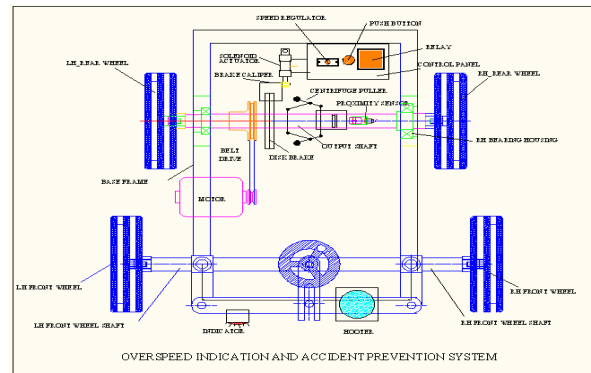 SPEED REGULATOR
PUSH BUTTON
RELAY
SOLENOID
ACTUATOR
CONTROL PANEL
LH_REAR WHEEL
RH_REAR WHEEL
BRAKE CALIPER
CENTRIFUGE PULLER
PROXIMITY SENSOR
RH BEARING HOUSING
OUTPUT SHAFT
BELT
DRIVE
DISK BRAKE
BASE FRAME
MOTOR
LH FRONT WHEEL
RH FRONT WHEEL
LH FRONT WHEEL SHAFT
INDICATOR
HOOTER
RH FRONT WHEEL SHAFT
OVERSPEED INDICATION AND ACCIDENT PREVENTION SYSTEM